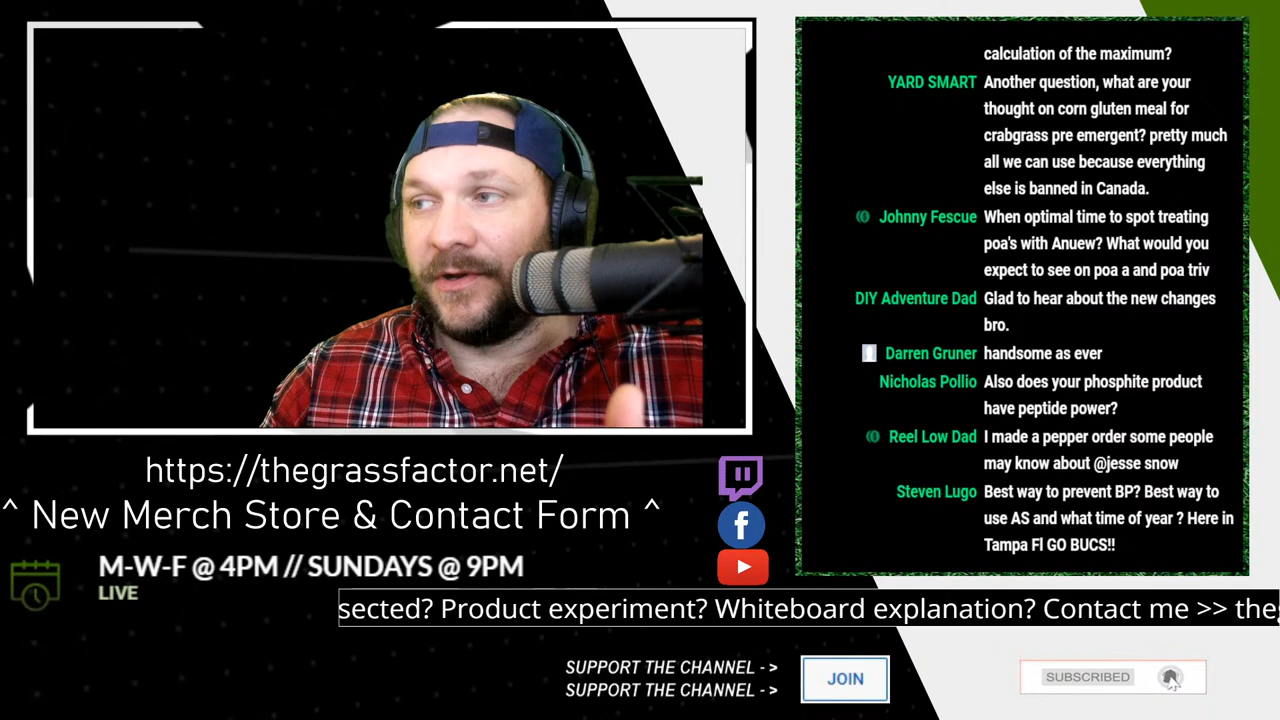 calculation of the maximum?
YARD SMART Another question, what are your
thought on corn gluten meal for
crabgrass pre emergent? pretty much
all we can use because everything
else is banned in Canada.
Johnny Fescue When optimal time to spot treating
poa's with Anuew? What would you
expect to see on poa a and poa triv
DIY Adventure Dad Glad to hear about the new changes
bro.
Darren Gruner handsome as ever
Nicholas Pollio Also does your phosphite product
have peptide power?
Reel Low Dad I made a pepper order some people
may know about @jesse snow
Steven Lugo Best way to prevent BP? Best way to
use AS and what time of year ? Here in
Tampa Fl GO BUCS!!
https://thegrassfactor.net/
^ New Merch Store & Contact Form ^
M-W-F @ 4PM // SUNDAYS @ 9PM
LIVE
sected? Product experiment? Whiteboard explanation? Contact me >> the
SUPPORT THE CHANNEL - >
SUPPORT THE CHANNEL - >
JOIN
SUBSCRIBED